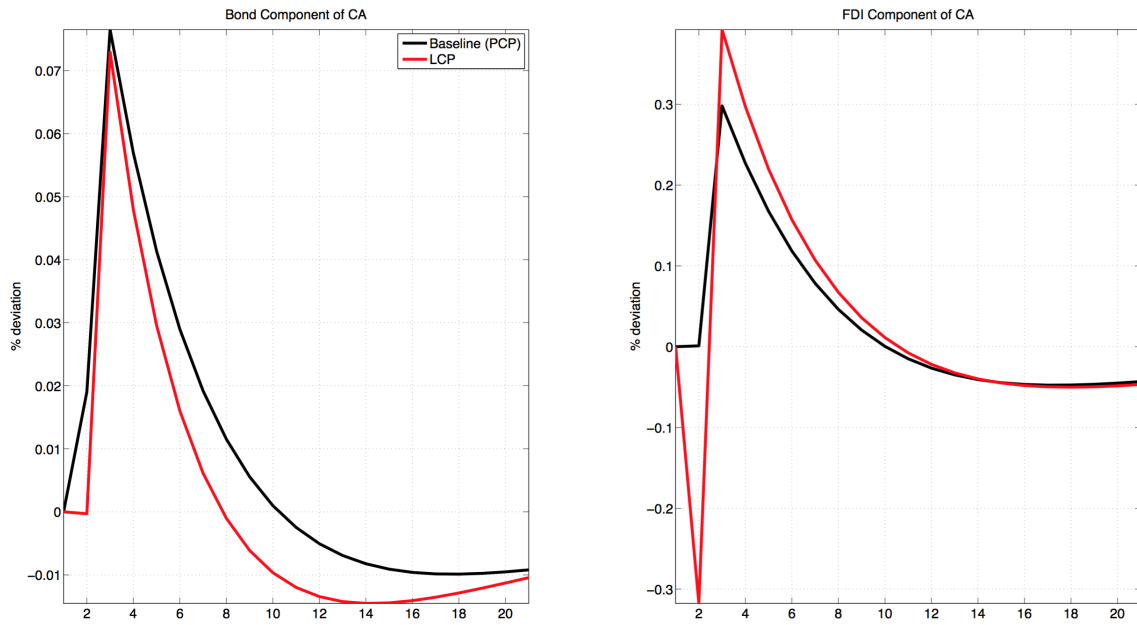 Bond Component of CA
Baseline (PCP)
LCP
% deviation
0.07
0.06
0.05
0.04
0.03
0.02
0.01
0
−0.01
2 4 6 8 10 12 14 16 18 20
FDI Component of CA
% deviation
0.3
0.2
0.1
0
−0.1
−0.2
−0.3
2 4 6 8 10 12 14 16 18 20